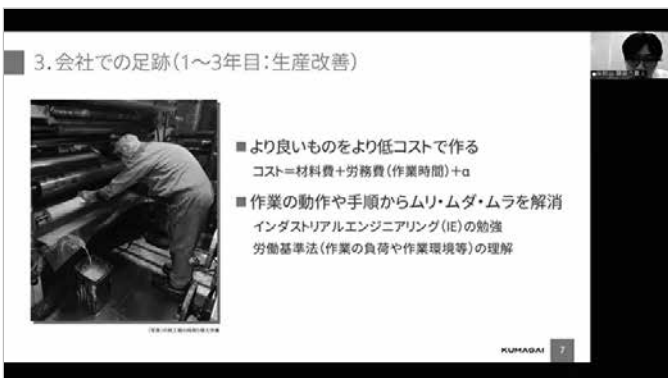 3.会社での足跡(1～3年目:生産改善)
■より良いものをより低コストで作る
コスト=材料費+労務費(作業時間)+α
■作業の動作や手順からムリ・ムダ・ムラを解消
インダストリアルエンジニアリング(IE)の勉強
労働基準法(作業の負荷や作業環境等)の理解
KUMAGAI
7